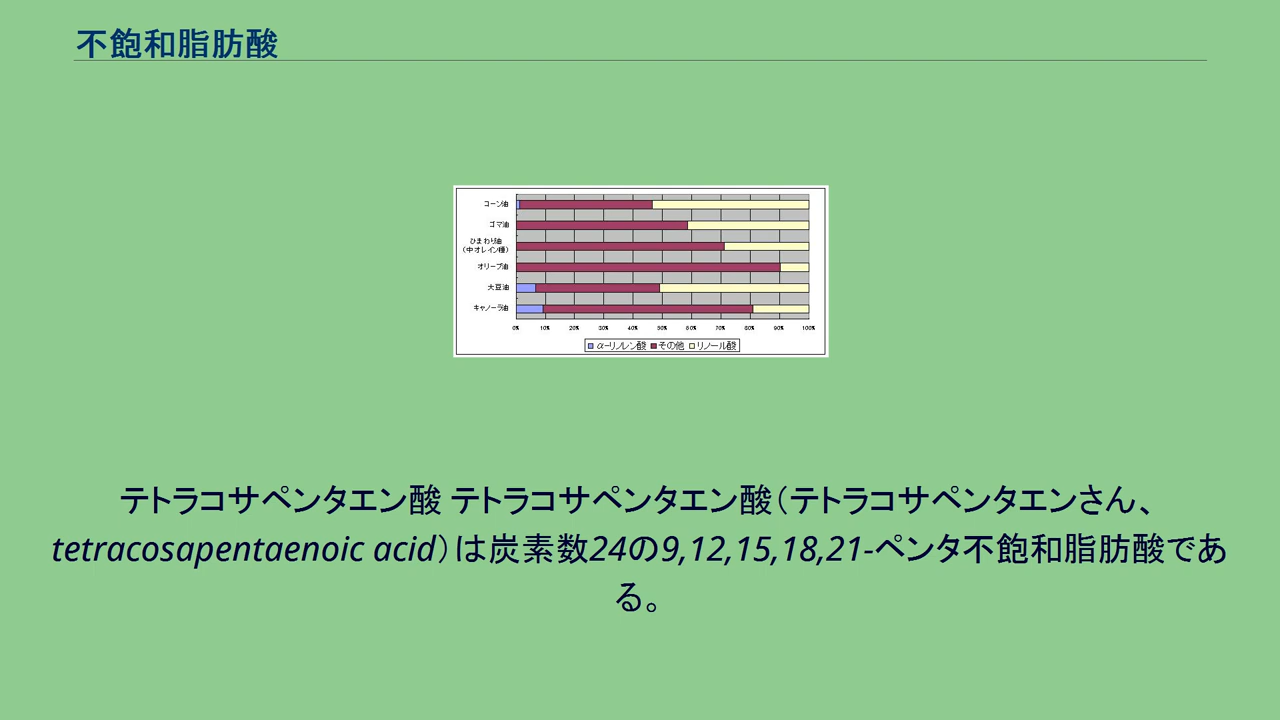 不飽和脂肪酸
コーン油
ゴマ油
ひまわり油
(中オレイン種)
オリーブ油
大豆油
キャノーラ油
0% 10% 20% 30% 40% 50% 60% 70% 80% 90% 100%
α-リノレン酸 その他 リノール酸
テトラコサペンタエン酸 テトラコサペンタエン酸（テトラコサペンタエンさん、
tetracosapentaenoic acid）は炭素数24の9,12,15,18,21-ペンタ不飽和脂肪酸であ
る。